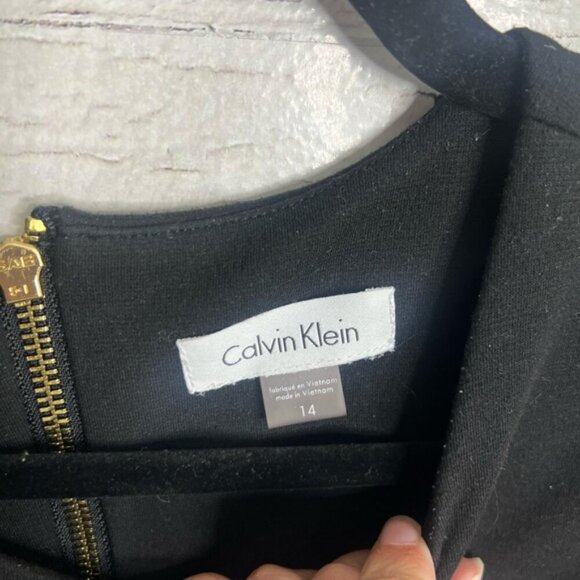 Calvin Klein
fabriqué en Vietnam
made in Vietnam
14